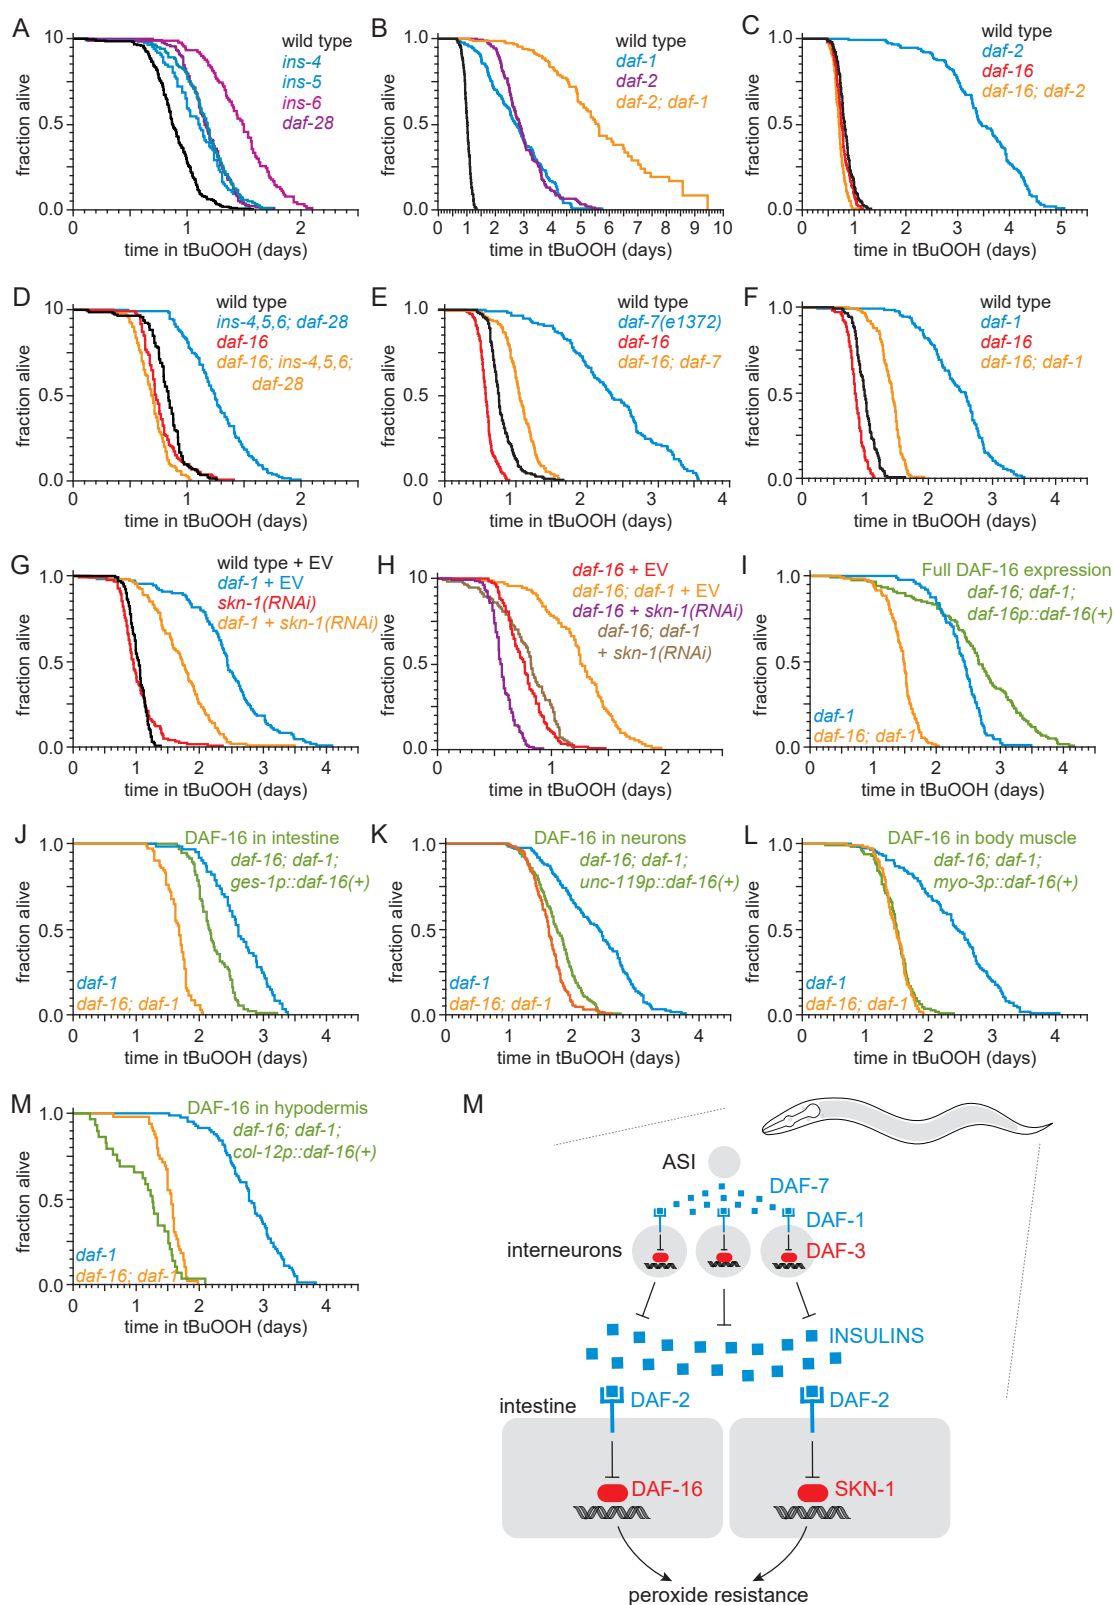 A
fraction alive
10
0.5
0.0
0
1
2
time in tBuOOH (days)
wild type
ins-4
ins-5
ins-6
daf-28
B
fraction alive
1.0
0.5
0.0
0 1 2 3 4 5 6 7 8 9 10
time in tBuOOH (days)
wild type
daf-1
daf-2
daf-2; daf-1
C
fraction alive
1.0
0.5
0.0
0 1 2 3 4 5
time in tBuOOH (days)
wild type
daf-2
daf-16
daf-16; daf-2
D
fraction alive
10
0.5
0.0
0 1 2
time in tBuOOH (days)
wild type
ins-4,5,6; daf-28
daf-16
daf-16; ins-4,5,6;
daf-28
E
fraction alive
1.0
0.5
0.0
0 1 2 3 4
time in tBuOOH (days)
wild type
daf-7(e1372)
daf-16
daf-16; daf-7
F
fraction alive
1.0
0.5
0.0
0 1 2 3 4
time in tBuOOH (days)
wild type
daf-1
daf-16
daf-16; daf-1
G
fraction alive
1.0
0.5
0.0
0 1 2 3 4
time in tBuOOH (days)
wild type + EV
daf-1 + EV
skn-1(RNAi)
daf-1 + skn-1(RNAi)
H
fraction alive
10
0.5
0.0
0 1 2
time in tBuOOH (days)
daf-16 + EV
daf-16; daf-1 + EV
daf-16 + skn-1(RNAi)
daf-16; daf-1
+ skn-1(RNAi)
I
fraction alive
1.0
0.5
0.0
0 1 2 3 4
time in tBuOOH (days)
Full DAF-16 expression
daf-16; daf-1;
daf-16p::daf-16(+)
daf-1
daf-16; daf-1
J
fraction alive
1.0
0.5
0.0
0 1 2 3 4
time in tBuOOH (days)
DAF-16 in intestine
daf-16; daf-1;
ges-1p::daf-16(+)
daf-1
daf-16; daf-1
K
fraction alive
1.0
0.5
0.0
0 1 2 3 4
time in tBuOOH (days)
DAF-16 in neurons
daf-16; daf-1;
unc-119p::daf-16(+)
daf-1
daf-16; daf-1
L
fraction alive
1.0
0.5
0.0
0 1 2 3 4
time in tBuOOH (days)
DAF-16 in body muscle
daf-16; daf-1;
myo-3p::daf-16(+)
daf-1
daf-16; daf-1
M
fraction alive
1.0
0.5
0.0
0 1 2 3 4
time in tBuOOH (days)
DAF-16 in hypodermis
daf-16; daf-1;
col-12p::daf-16(+)
daf-1
daf-16; daf-1
M
ASI
DAF-7
DAF-1
interneurons
DAF-3
INSULINS
intestine
DAF-2
DAF-2
DAF-16
SKN-1
peroxide resistance